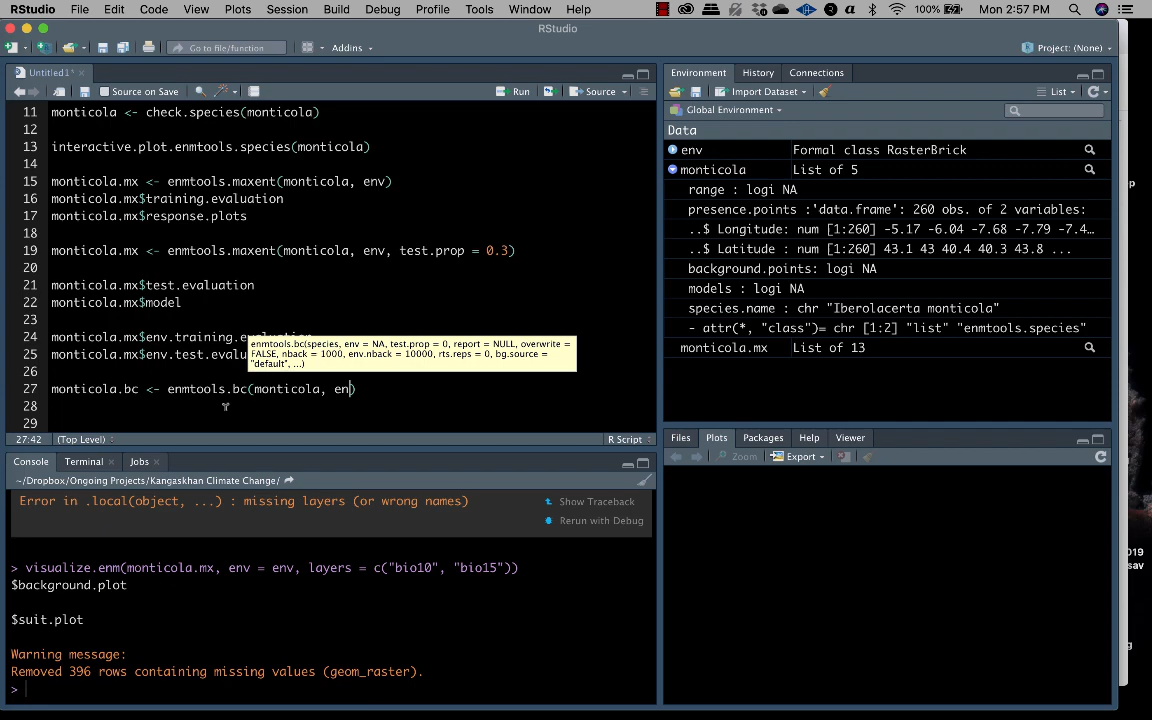 RStudio File Edit Code View Plots Session Build Debug Profile Tools Window Help 100% Mon 2:57 PM
RStudio
Go to file/function Addins Project: (None)
Untitled1*
Source on Save Run Source
11 monticola <- check.species(monticola)
12
13 interactive.plot.enmtools.species(monticola)
14
15 monticola.mx <- enmtools.maxent(monticola, env)
16 monticola.mx$training.evaluation
17 monticola.mx$response.plots
18
19 monticola.mx <- enmtools.maxent(monticola, env, test.prop = 0.3)
20
21 monticola.mx$test.evaluation
22 monticola.mx$model
23
24 monticola.mx$env.training.evaluation
25 monticola.mx$env.test.evalu
enmtools.bc(species, env = NA, test.prop = 0, report = NULL, overwrite =
FALSE, nback = 1000, env.nback = 10000, rts.reps = 0, bg.source =
"default", ...)
26
27 monticola.bc <- enmtools.bc(monticola, en)
28
29
27:42 (Top Level) R Script
Console Terminal Jobs
~/Dropbox/Ongoing Projects/Kangaskhan Climate Change/
Error in .local(object, ...) : missing layers (or wrong names)
Show Traceback
Rerun with Debug
> visualize.enm(monticola.mx, env = env, layers = c("bio10", "bio15"))
$background.plot
$suit.plot
Warning message:
Removed 396 rows containing missing values (geom_raster).
>
Environment History Connections
Import Dataset List
Global Environment
Data
env Formal class RasterBrick
monticola List of 5
range : logi NA
presence.points :'data.frame': 260 obs. of 2 variables:
..$ Longitude: num [1:260] -5.17 -6.04 -7.68 -7.79 -7.4…
..$ Latitude : num [1:260] 43.1 43 40.4 40.3 43.8 ...
background.points: logi NA
models : logi NA
species.name : chr "Iberolacerta monticola"
- attr(*, "class")= chr [1:2] "list" "enmtools.species"
monticola.mx List of 13
Files Plots Packages Help Viewer
Zoom Export
p
019
sav
g